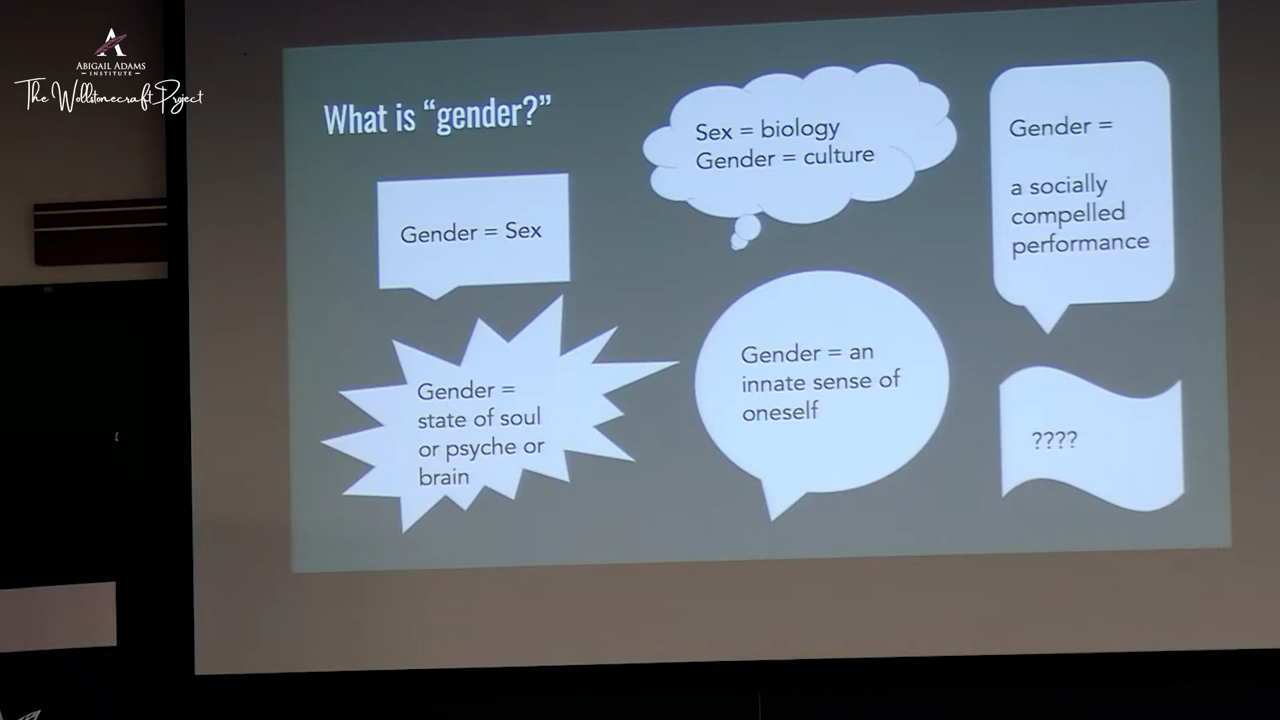 ABIGAIL ADAMS
INSTITUTE
The Wollstonecraft Project
What is “gender?”
Gender = Sex
Sex = biology
Gender = culture
Gender =
a socially
compelled
performance
Gender =
state of soul
or psyche or
brain
Gender = an
innate sense of
oneself
????